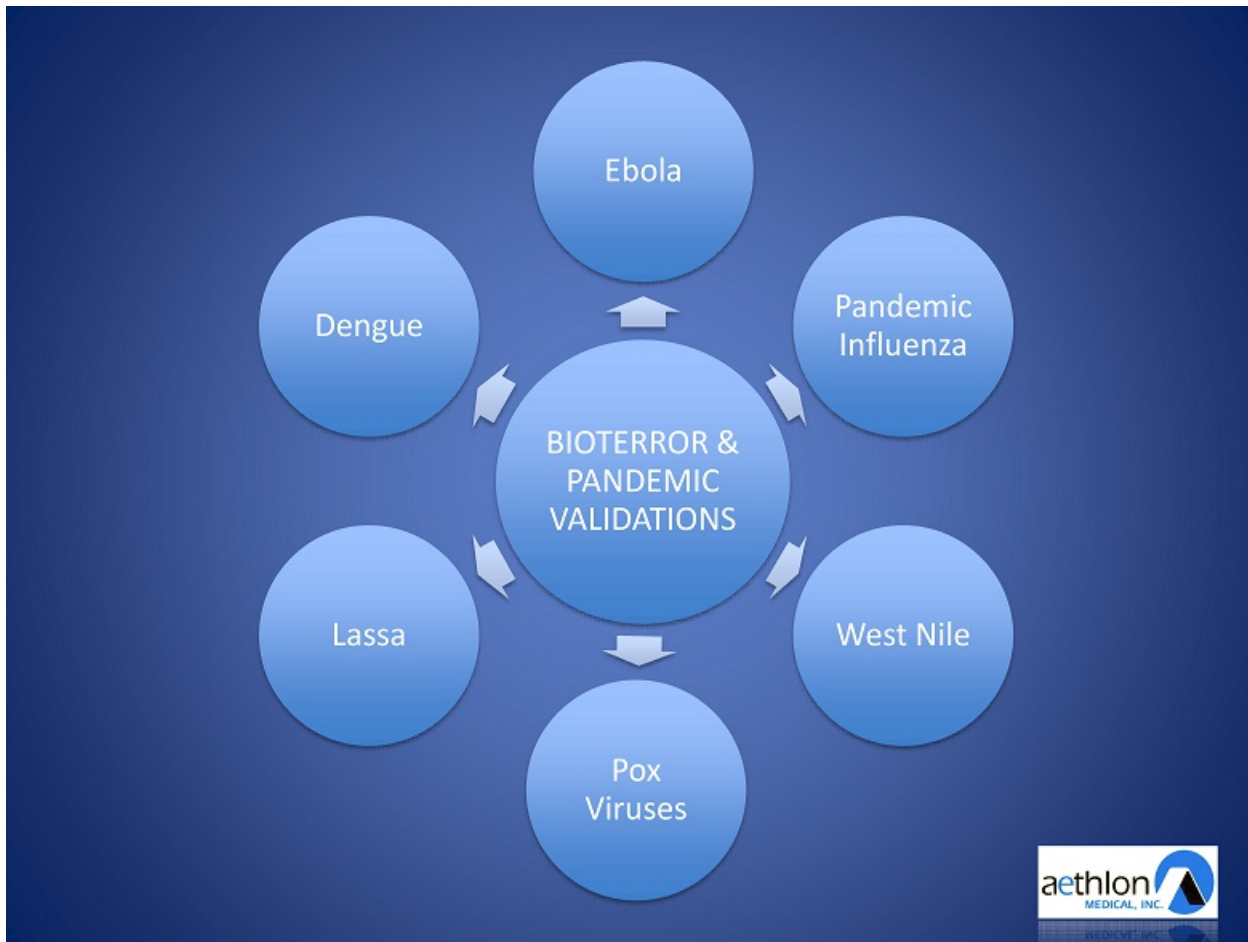 Ebola
Pandemic
Influenza
West Nile
Pox
Viruses
Lassa
Dengue
BIOTERROR &
PANDEMIC
VALIDATIONS
aethlon
MEDICAL, INC.